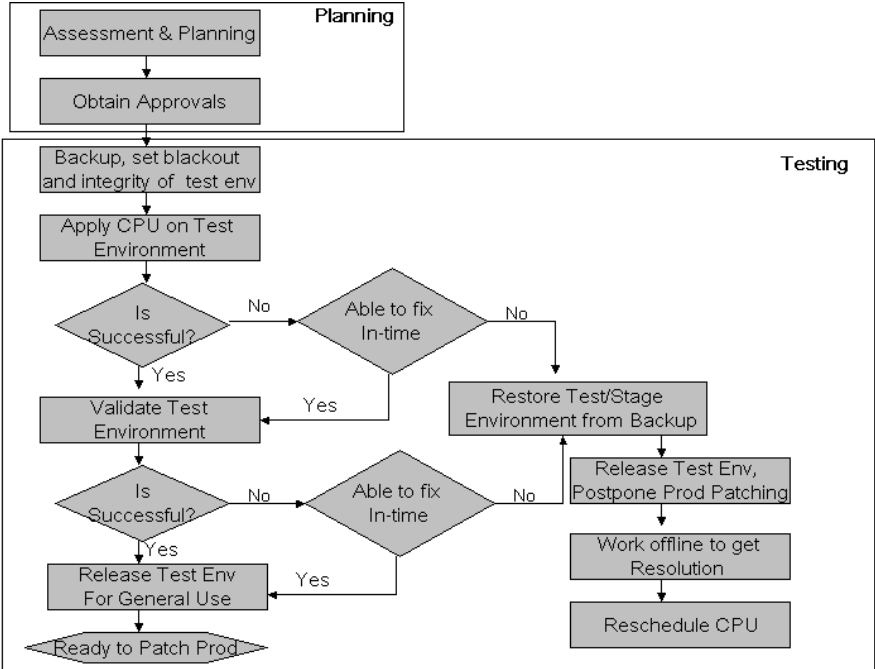 Planning
Assessment & Planning
Obtain Approvals
Testing
Backup, set blackout
and integrity of test env
Apply CPU on Test
Environment
Is
Successful?
No
Able to fix
In-time
No
Yes
Yes
Validate Test
Environment
Restore Test/Stage
Environment from Backup
Is
Successful?
No
Able to fix
In-time
No
Release Test Env,
Postpone Prod Patching
Yes
Yes
Release Test Env
For General Use
Work offline to get
Resolution
Ready to Patch Prod
Reschedule CPU